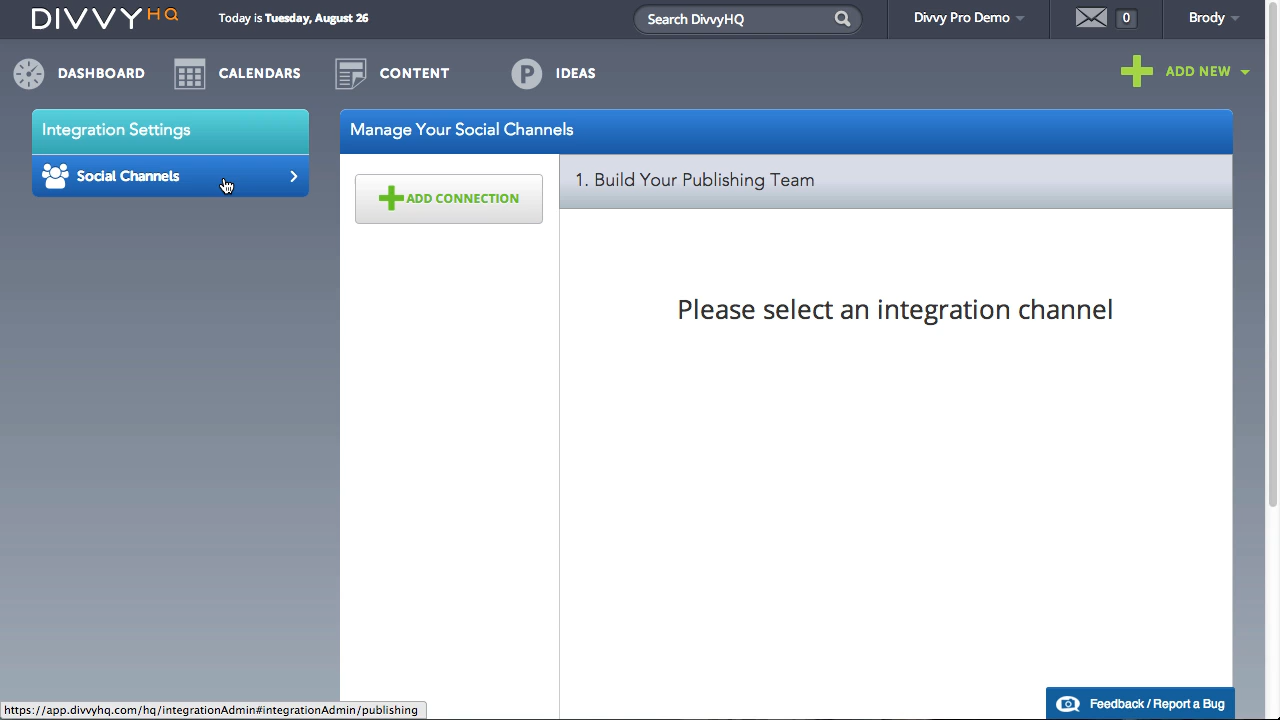 DIVVYHQ
Today is Tuesday, August 26
Search DivvyHQ
Divvy Pro Demo
0
Brody
DASHBOARD
CALENDARS
CONTENT
P
IDEAS
ADD NEW
Integration Settings
Social Channels
Manage Your Social Channels
ADD CONNECTION
1. Build Your Publishing Team
Please select an integration channel
https://app.divvyhq.com/hq/integrationAdmin#integrationAdmin/publishing
Feedback / Report a Bug